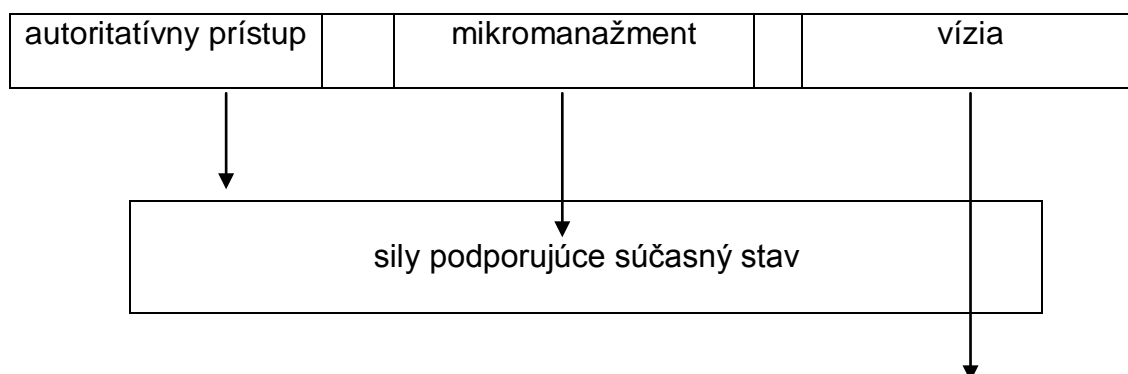 autoritatívny prístup
mikromanažment
vízia
sily podporujúce súčasný stav